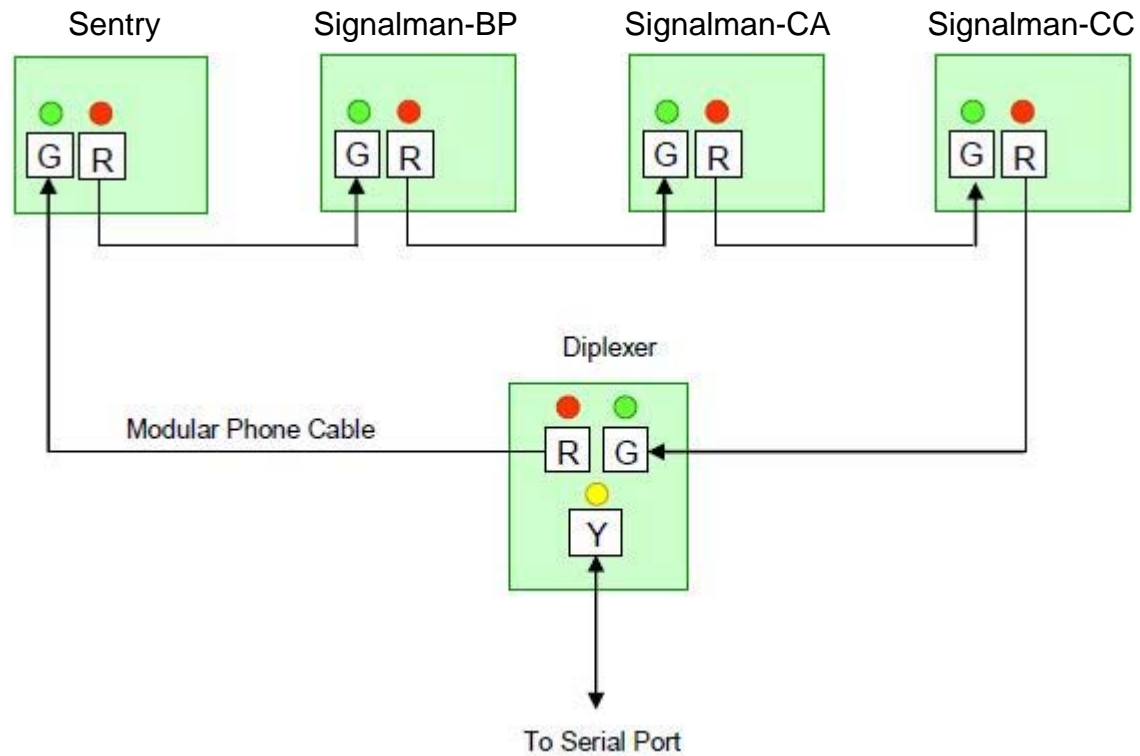 Sentry Signalman-BP Signalman-CA Signalman-CC
G R G R G R G R
Diplexer
Modular Phone Cable
R G
Y
To Serial Port